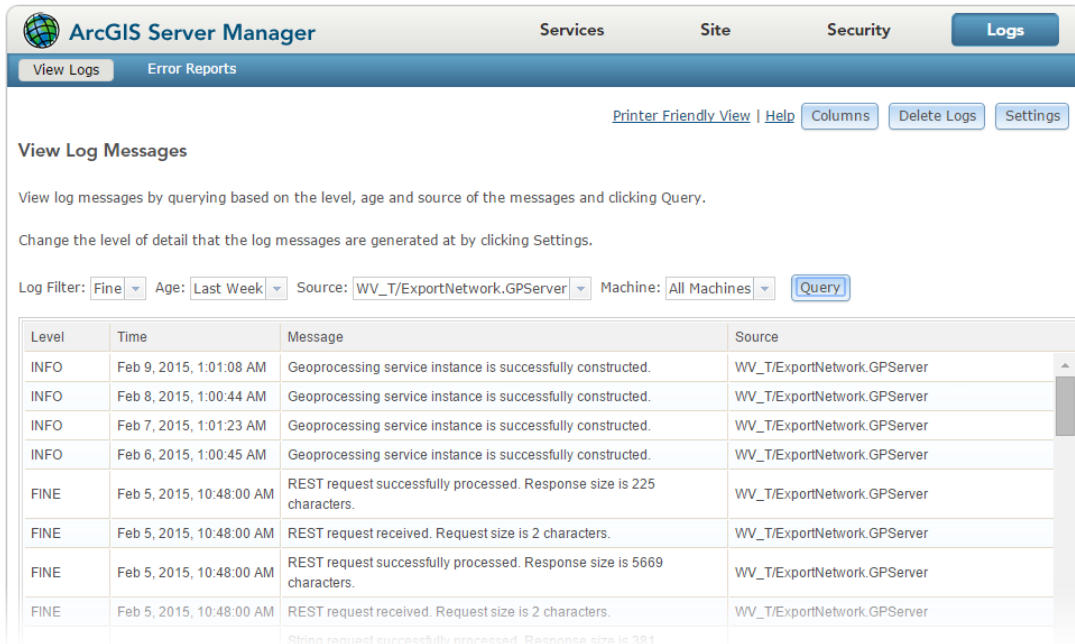 ArcGIS Server Manager Services Site Security Logs
View Logs Error Reports
Printer Friendly View | Help Columns Delete Logs Settings
View Log Messages
View log messages by querying based on the level, age and source of the messages and clicking Query.
Change the level of detail that the log messages are generated at by clicking Settings.
Log Filter: Fine Age: Last Week Source: WV_T/ExportNetwork.GPServer Machine: All Machines Query
Level Time Message Source
INFO Feb 9, 2015, 1:01:08 AM Geoprocessing service instance is successfully constructed. WV_T/ExportNetwork.GPServer
INFO Feb 8, 2015, 1:00:44 AM Geoprocessing service instance is successfully constructed. WV_T/ExportNetwork.GPServer
INFO Feb 7, 2015, 1:01:23 AM Geoprocessing service instance is successfully constructed. WV_T/ExportNetwork.GPServer
INFO Feb 6, 2015, 1:00:45 AM Geoprocessing service instance is successfully constructed. WV_T/ExportNetwork.GPServer
FINE Feb 5, 2015, 10:48:00 AM REST request successfully processed. Response size is 225 WV_T/ExportNetwork.GPServer
characters.
FINE Feb 5, 2015, 10:48:00 AM REST request received. Request size is 2 characters. WV_T/ExportNetwork.GPServer
FINE Feb 5, 2015, 10:48:00 AM REST request successfully processed. Response size is 5669 WV_T/ExportNetwork.GPServer
characters.
FINE Feb 5, 2015, 10:48:00 AM REST request received. Request size is 2 characters. WV_T/ExportNetwork.GPServer
String request successfully processed. Response size is 381